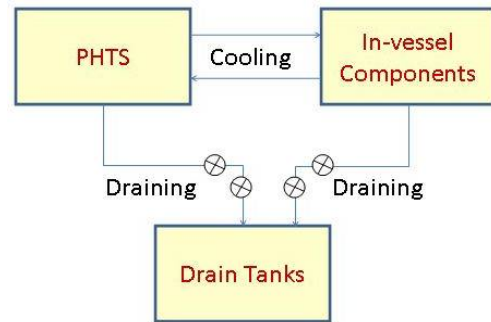 PHTS
Cooling
In-vessel
Components
Draining
Draining
Drain Tanks